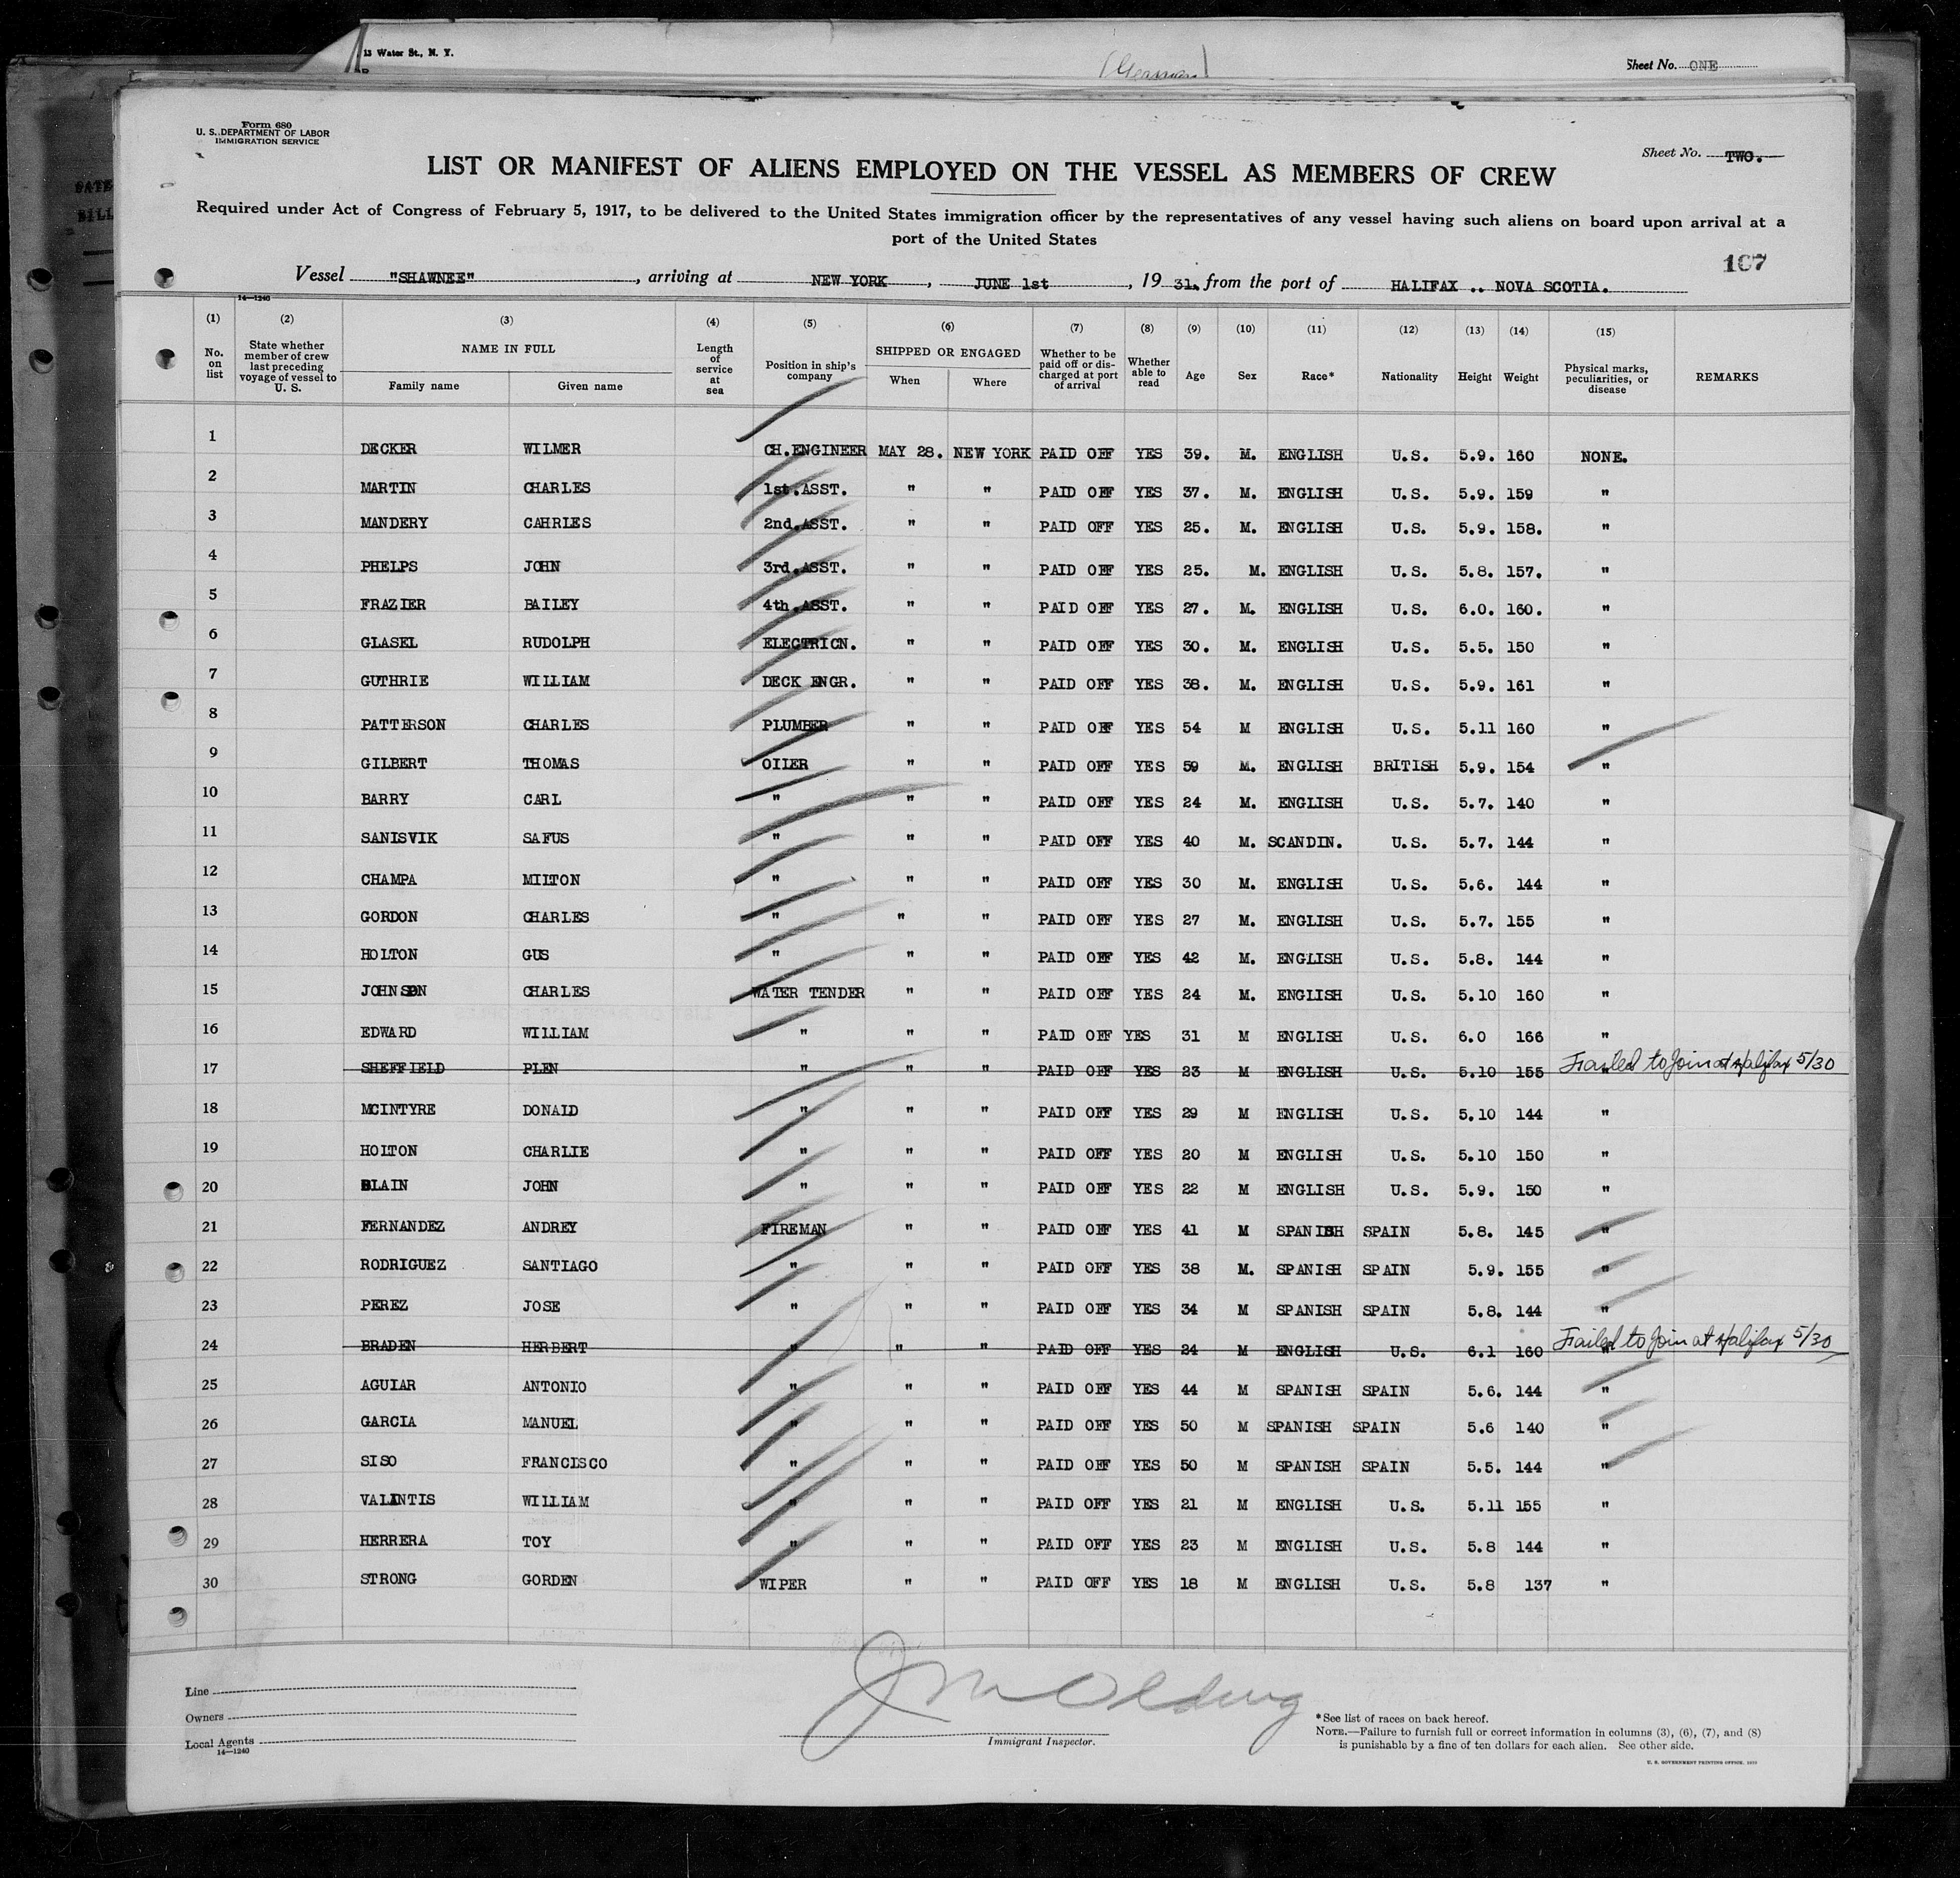 13 Water St., N. Y.
(German)
Sheet No. ONE
Form 680
U. S. DEPARTMENT OF LABOR
IMMIGRATION SERVICE
Sheet No. TWO.
LIST OR MANIFEST OF ALIENS EMPLOYED ON THE VESSEL AS MEMBERS OF CREW
Required under Act of Congress of February 5, 1917, to be delivered to the United States immigration officer by the representatives of any vessel having such aliens on board upon arrival at a
port of the United States
167
Vessel "SHAWNEE", arriving at NEW YORK, JUNE 1st, 1931. from the port of HALIFAX .. NOVA SCOTIA.
14—1240
(1) No. on list (2) State whether member of crew last preceding voyage of vessel to U. S. (3) NAME IN FULL Family name Given name (4) Length of service at sea (5) Position in ship's company (6) SHIPPED OR ENGAGED When Where (7) Whether to be paid off or discharged at port of arrival (8) Whether able to read (9) Age (10) Sex (11) Race* (12) Nationality (13) Height (14) Weight (15) Physical marks, peculiarities, or disease REMARKS
1 DECKER WILMER CH.ENGINEER MAY 28. NEW YORK PAID OFF YES 39. M. ENGLISH U.S. 5.9. 160 NONE.
2 MARTIN CHARLES 1st.ASST. " " PAID OFF YES 37. M. ENGLISH U.S. 5.9. 159 "
3 MANDERY CAHRLES 2nd.ASST. " " PAID OFF YES 25. M. ENGLISH U.S. 5.9. 158. "
4 PHELPS JOHN 3rd.ASST. " " PAID OFF YES 25. M. ENGLISH U.S. 5.8. 157. "
5 FRAZIER BAILEY 4th.ASST. " " PAID OFF YES 27. M. ENGLISH U.S. 6.0. 160. "
6 GLASEL RUDOLPH ELECTRICN. " " PAID OFF YES 30. M. ENGLISH U.S. 5.5. 150 "
7 GUTHRIE WILLIAM DECK ENGR. " " PAID OFF YES 38. M. ENGLISH U.S. 5.9. 161 "
8 PATTERSON CHARLES PLUMBER " " PAID OFF YES 54 M ENGLISH U.S. 5.11 160 "
9 GILBERT THOMAS OILER " " PAID OFF YES 59 M. ENGLISH BRITISH 5.9. 154 "
10 BARRY CARL " " " PAID OFF YES 24 M. ENGLISH U.S. 5.7. 140 "
11 SANISVIK SAFUS " " " PAID OFF YES 40 M. SCANDIN. U.S. 5.7. 144 "
12 CHAMPA MILTON " " " PAID OFF YES 30 M. ENGLISH U.S. 5.6. 144 "
13 GORDON CHARLES " " " PAID OFF YES 27 M. ENGLISH U.S. 5.7. 155 "
14 HOLTON GUS " " " PAID OFF YES 42 M. ENGLISH U.S. 5.8. 144 "
15 JOHNSON CHARLES WATER TENDER " " PAID OFF YES 24 M. ENGLISH U.S. 5.10 160 "
16 EDWARD WILLIAM " " " PAID OFF YES 31 M ENGLISH U.S. 6.0 166 "
17 SHEFFIELD PLEN " " " PAID OFF YES 23 M ENGLISH U.S. 5.10 155 " Failed to Join at Halifax 5/30
18 MCINTYRE DONALD " " " PAID OFF YES 29 M ENGLISH U.S. 5.10 144 "
19 HOLTON CHARLIE " " " PAID OFF YES 20 M ENGLISH U.S. 5.10 150 "
20 BLAIN JOHN " " " PAID OFF YES 22 M ENGLISH U.S. 5.9. 150 "
21 FERNANDEZ ANDREY FIREMAN " " PAID OFF YES 41 M SPANISH SPAIN 5.8. 145 "
22 RODRIGUEZ SANTIAGO " " " PAID OFF YES 38 M. SPANISH SPAIN 5.9. 155 "
23 PEREZ JOSE " " " PAID OFF YES 34 M SPANISH SPAIN 5.8. 144 "
24 BRADEN HERBERT " " " PAID OFF YES 24 M ENGLISH U.S. 6.1 160 " Failed to Join at Halifax 5/30
25 AGUIAR ANTONIO " " " PAID OFF YES 44 M SPANISH SPAIN 5.6. 144 "
26 GARCIA MANUEL " " " PAID OFF YES 50 M SPANISH SPAIN 5.6 140 "
27 SISO FRANCISCO " " " PAID OFF YES 50 M SPANISH SPAIN 5.5. 144 "
28 VALANTIS WILLIAM " " " PAID OFF YES 21 M ENGLISH U.S. 5.11 155 "
29 HERRERA TOY " " " PAID OFF YES 23 M ENGLISH U.S. 5.8 144 "
30 STRONG GORDEN WIPER " " PAID OFF YES 18 M ENGLISH U.S. 5.8 137 "
Line
Owners
Local Agents
14—1240
Immigrant Inspector.
*See list of races on back hereof.
NOTE.—Failure to furnish full or correct information in columns (3), (6), (7), and (8)
is punishable by a fine of ten dollars for each alien. See other side.
U. S. GOVERNMENT PRINTING OFFICE